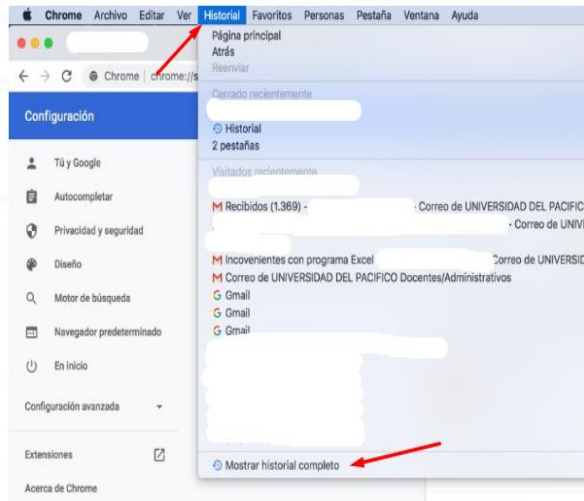 Chrome Archivo Editar Ver Historial Favoritos Personas Pestaña Ventana Ayuda
Chrome | chrome://s
Configuración
Tú y Google
Autocompletar
Privacidad y seguridad
Diseño
Motor de búsqueda
Navegador predeterminado
En inicio
Configuración avanzada
Extensiones
Acerca de Chrome
Página principal
Atrás
Reenviar
Cerrado recientemente
Historial
2 pestañas
Visitados recientemente
Recibidos (1.369) - - Correo de UNIVERSIDAD DEL PACIFIC
- Correo de UNIV
Incovenientes con programa Excel Correo de UNIVERSID
Correo de UNIVERSIDAD DEL PACIFICO Docentes/Administrativos
Gmail
Gmail
Gmail
Mostrar historial completo